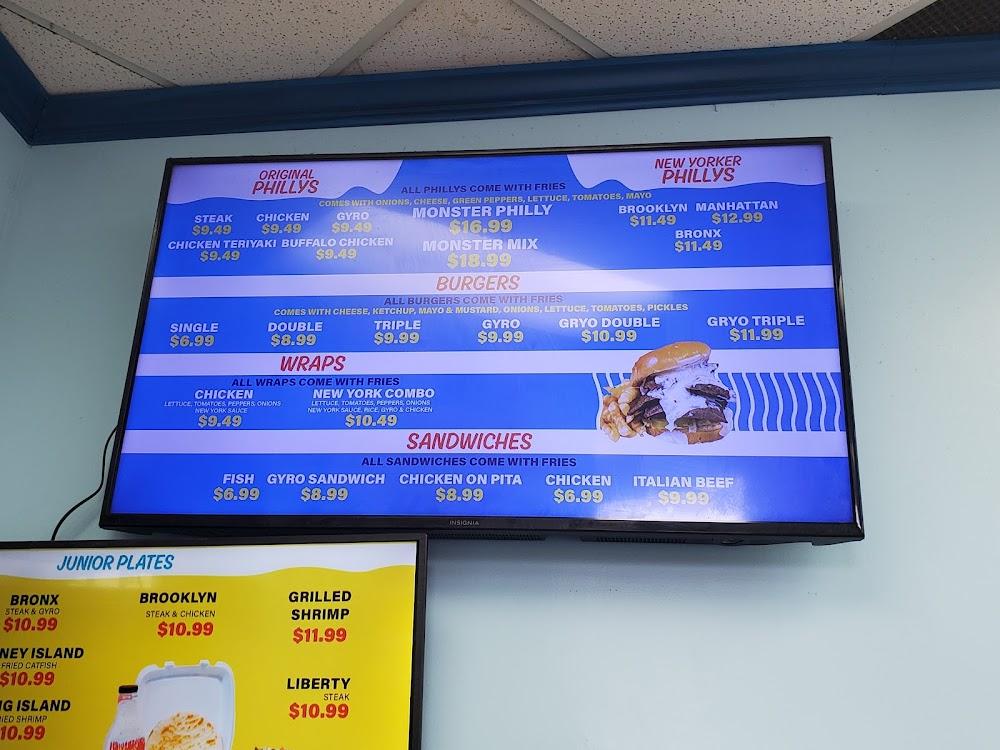 ORIGINAL
PHILLYS
NEW YORKER
PHILLYS
ALL PHILLYS COME WITH FRIES
COMES WITH ONIONS, CHEESE, GREEN PEPPERS, LETTUCE, TOMATOES, MAYO
STEAK CHICKEN GYRO MONSTER PHILLY BROOKLYN MANHATTAN
$9.49 $9.49 $9.49 $16.99 $11.49 $12.99
CHICKEN TERIYAKI BUFFALO CHICKEN MONSTER MIX BRONX
$9.49 $9.49 $18.99 $11.49
BURGERS
ALL BURGERS COME WITH FRIES
COMES WITH CHEESE, KETCHUP, MAYO & MUSTARD, ONIONS, LETTUCE, TOMATOES, PICKLES
SINGLE DOUBLE TRIPLE GYRO GRYO DOUBLE GRYO TRIPLE
$6.99 $8.99 $9.99 $9.99 $10.99 $11.99
WRAPS
ALL WRAPS COME WITH FRIES
CHICKEN NEW YORK COMBO
LETTUCE, TOMATOES, PEPPERS, ONIONS LETTUCE, TOMATOES, PEPPERS, ONIONS
NEW YORK SAUCE NEW YORK SAUCE, RICE, GYRO & CHICKEN
$9.49 $10.49
SANDWICHES
ALL SANDWICHES COME WITH FRIES
FISH GYRO SANDWICH CHICKEN ON PITA CHICKEN ITALIAN BEEF
$6.99 $8.99 $8.99 $6.99 $9.99
INSIGNIA
JUNIOR PLATES
BRONX BROOKLYN GRILLED
STEAK & GYRO STEAK & CHICKEN SHRIMP
$10.99 $10.99 $11.99
NEY ISLAND
FRIED CATFISH
$10.99
LIBERTY
STEAK
$10.99
G ISLAND
IED SHRIMP
10.99